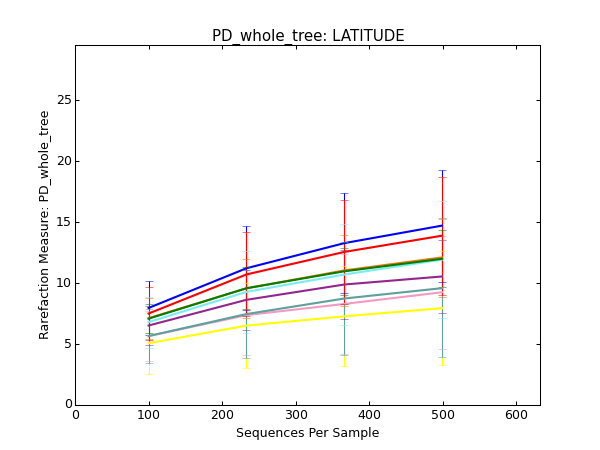 PD_whole_tree: LATITUDE
Rarefaction Measure: PD_whole_tree
25
20
15
10
5
0
0 100 200 300 400 500 600
Sequences Per Sample